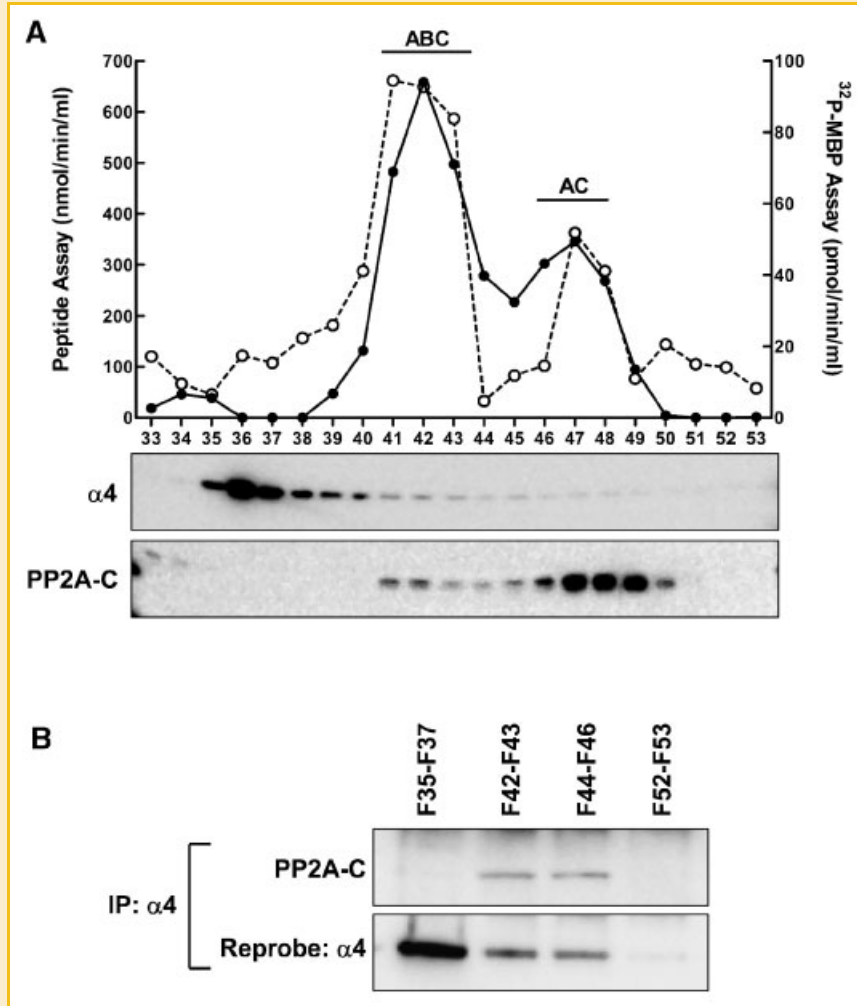 A
ABC
AC
Peptide Assay (nmol/min/ml)
700
600
500
400
300
200
100
0
³²P-MBP Assay (pmol/min/ml)
100
80
60
40
20
0
33 34 35 36 37 38 39 40 41 42 43 44 45 46 47 48 49 50 51 52 53
α4
PP2A-C
B
F35-F37
F42-F43
F44-F46
F52-F53
IP: α4
PP2A-C
Reprobe: α4